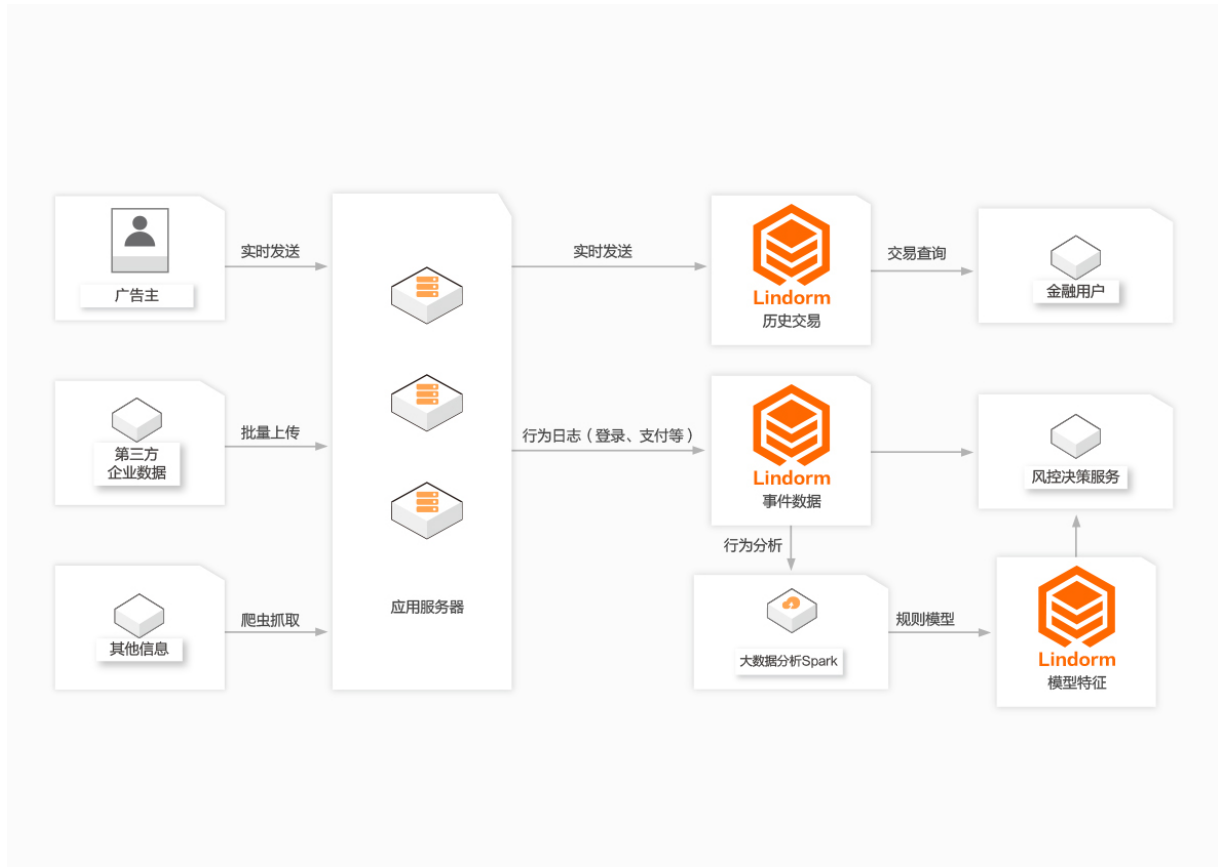 广告主
实时发送
第三方
企业数据
批量上传
其他信息
爬虫抓取
应用服务器
实时发送
行为日志（登录、支付等）
Lindorm
历史交易
交易查询
金融用户
Lindorm
事件数据
风控决策服务
行为分析
大数据分析Spark
规则模型
Lindorm
模型特征